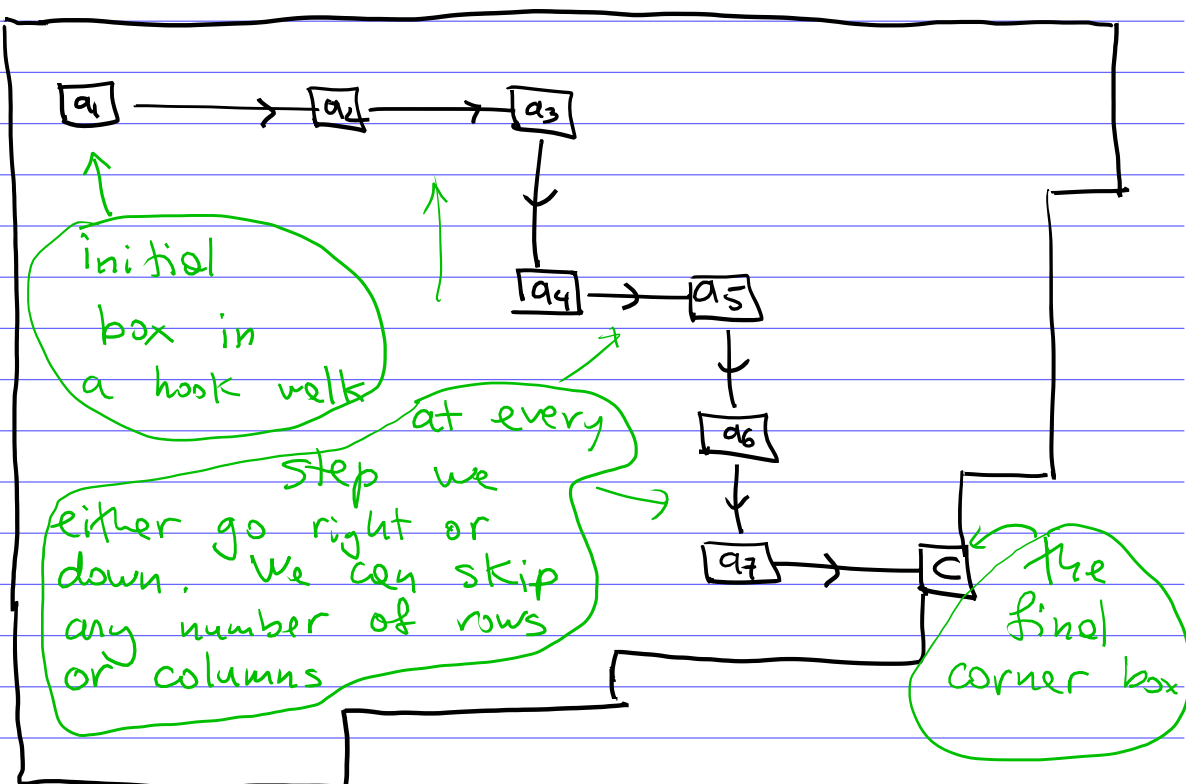 a1 a2 a3
initial
box in
a hook walk
a4 a5
at every
step we
either go right or
down. We can skip
any number of rows
or columns
a6
a7 C
the
final
corner box